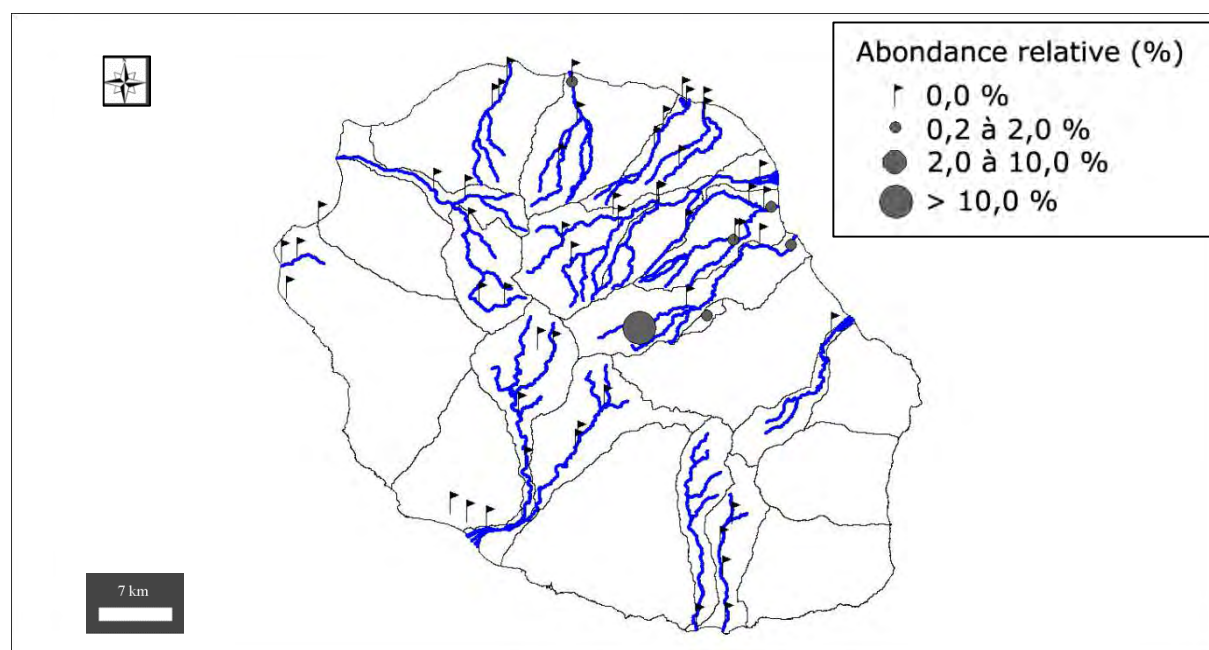 Abondance relative (%)
0,0 %
0,2 à 2,0 %
2,0 à 10,0 %
> 10,0 %
7 km